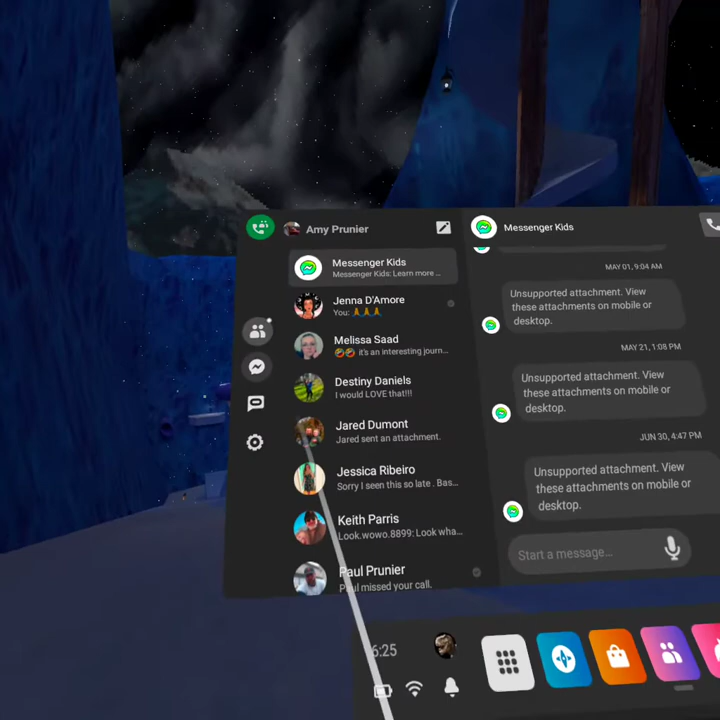 Amy Prunier
Messenger Kids
Messenger Kids: Learn more ...
Jenna D'Amore
You: 🙏🙏🙏
Melissa Saad
🤣🤣 it's an interesting journ...
Destiny Daniels
I would LOVE that!!!
Jared Dumont
Jared sent an attachment.
Jessica Ribeiro
Sorry I seen this so late . Bas...
Keith Parris
Look.wowo.8899: Look wha...
Paul Prunier
Paul missed your call.
Messenger Kids
MAY 01, 9:04 AM
Unsupported attachment. View
these attachments on mobile or
desktop.
MAY 21, 1:08 PM
Unsupported attachment. View
these attachments on mobile or
desktop.
JUN 30, 4:47 PM
Unsupported attachment. View
these attachments on mobile or
desktop.
Start a message...
6:25